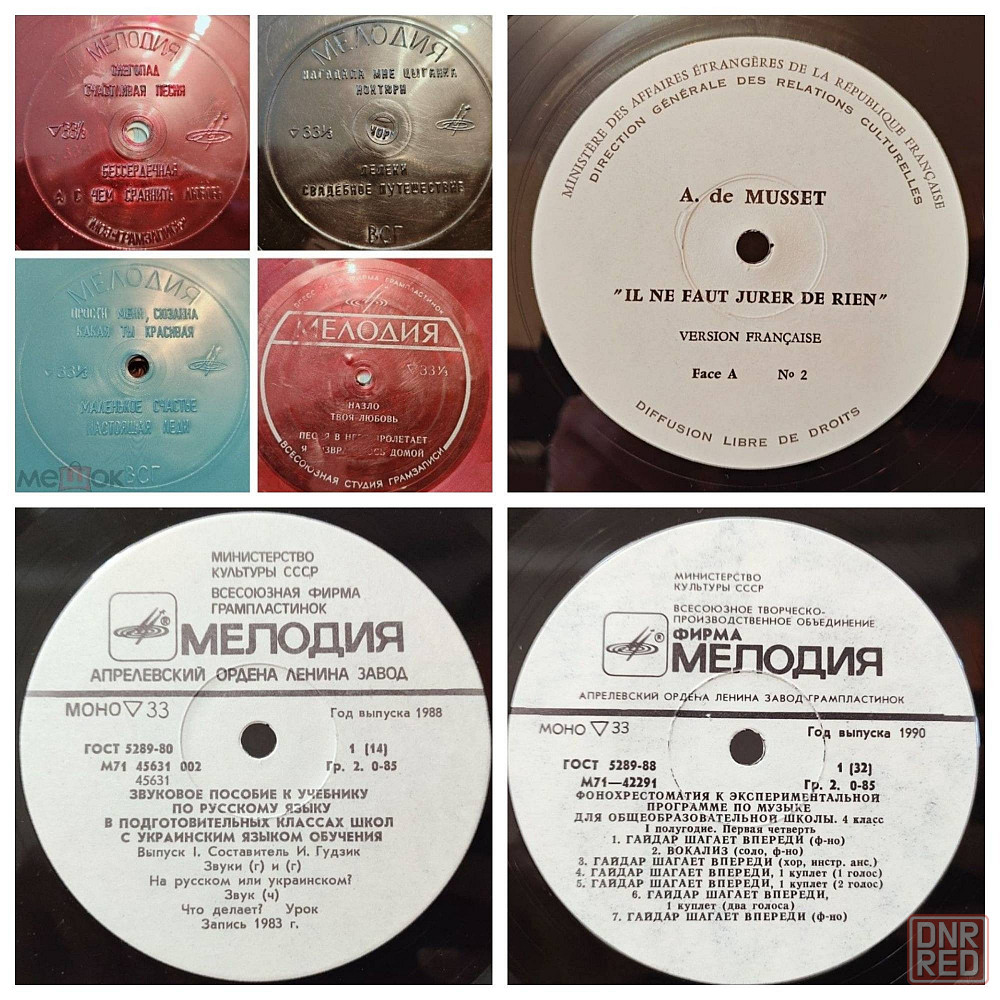 МЕЛОДИЯ
СНЕГОПАД
СЧАСТЛИВАЯ ПЕСНЯ
▽33⅓
БЕССЕРДЕЧНАЯ
С ЧЕМ СРАВНИТЬ ЛЮБОВЬ
МЕЛОДИЯ
НАГАДАЛА МНЕ ЦЫГАНКА
НОКТЮРН
▽33⅓
ЛЕЛЕКИ
СВАДЕБНОЕ ПУТЕШЕСТВИЕ
ВСГ
MINISTÈRE DES AFFAIRES ÉTRANGÈRES DE LA RÉPUBLIQUE FRANÇAISE
DIRECTION GÉNÉRALE DES RELATIONS CULTURELLES
A. de MUSSET
"IL NE FAUT JURER DE RIEN"
VERSION FRANÇAISE
Face A No 2
DIFFUSION LIBRE DE DROITS
МЕЛОДИЯ
ПРОСТИ МЕНЯ, СЮЗАННА
КАКАЯ ТЫ КРАСИВАЯ
▽33⅓
МАЛЕНЬКОЕ СЧАСТЬЕ
НАСТОЯЩАЯ ЛЕДИ
ВСГ
мешок
ГРАМПЛАСТИНОК
МЕЛОДИЯ
▽33⅓
НАЗЛО
ТВОЯ ЛЮБОВЬ
ПЕСНЯ В ПРОЛЕТАЕТ
Я ДОМОЙ
ВСЕСОЮЗНАЯ СТУДИЯ ГРАМЗАПИСИ
МИНИСТЕРСТВО
КУЛЬТУРЫ СССР
ВСЕСОЮЗНАЯ ФИРМА
ГРАМПЛАСТИНОК
® МЕЛОДИЯ
АПРЕЛЕВСКИЙ ОРДЕНА ЛЕНИНА ЗАВОД
МОНО ▽ 33 Год выпуска 1988
ГОСТ 5289-80 1 (14)
М71 45631 002 Гр. 2. 0-85
45631
ЗВУКОВОЕ ПОСОБИЕ К УЧЕБНИКУ
ПО РУССКОМУ ЯЗЫКУ
В ПОДГОТОВИТЕЛЬНЫХ КЛАССАХ ШКОЛ
С УКРАИНСКИМ ЯЗЫКОМ ОБУЧЕНИЯ
Выпуск I. Составитель И. Гудзик
Звуки (г) и (ґ)
На русском или украинском?
Звук (ч)
Что делает? Урок
Запись 1983 г.
МИНИСТЕРСТВО
КУЛЬТУРЫ СССР
ВСЕСОЮЗНОЕ ТВОРЧЕСКО-
ПРОИЗВОДСТВЕННОЕ ОБЪЕДИНЕНИЕ
ФИРМА
® МЕЛОДИЯ
АПРЕЛЕВСКИЙ ОРДЕНА ЛЕНИНА ЗАВОД ГРАМПЛАСТИНОК
МОНО ▽ 33 Год выпуска 1990
ГОСТ 5289-88 1 (32)
М71—42291 Гр. 2. 0-85
ФОНОХРЕСТОМАТИЯ К ЭКСПЕРИМЕНТАЛЬНОЙ
ПРОГРАММЕ ПО МУЗЫКЕ
ДЛЯ ОБЩЕОБРАЗОВАТЕЛЬНОЙ ШКОЛЫ. 4 класс
I полугодие. Первая четверть
1. ГАЙДАР ШАГАЕТ ВПЕРЕДИ (ф-но)
2. ВОКАЛИЗ (соло, ф-но)
3. ГАЙДАР ШАГАЕТ ВПЕРЕДИ (хор, инстр. анс.)
4. ГАЙДАР ШАГАЕТ ВПЕРЕДИ, 1 куплет (1 голос)
5. ГАЙДАР ШАГАЕТ ВПЕРЕДИ, 1 куплет (2 голос)
6. ГАЙДАР ШАГАЕТ ВПЕРЕДИ,
1 куплет (два голоса)
7. ГАЙДАР ШАГАЕТ ВПЕРЕДИ (ф-но)
DNR
RED